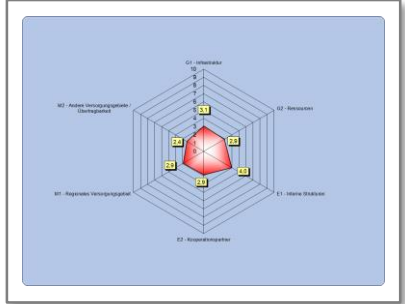 G1 - Infrastruktur
10
9
8
7
6
5
4
3
2
1
0
3,1
M2 - Andere Versorgungsgebiete /
Übertragbarkeit
G2 - Ressourcen
2,4
2,8
2,9
4,0
2,9
M1 - Regionales Versorgungsgebiet
E1 - Interne Strukturen
E2 - Kooperationspartner